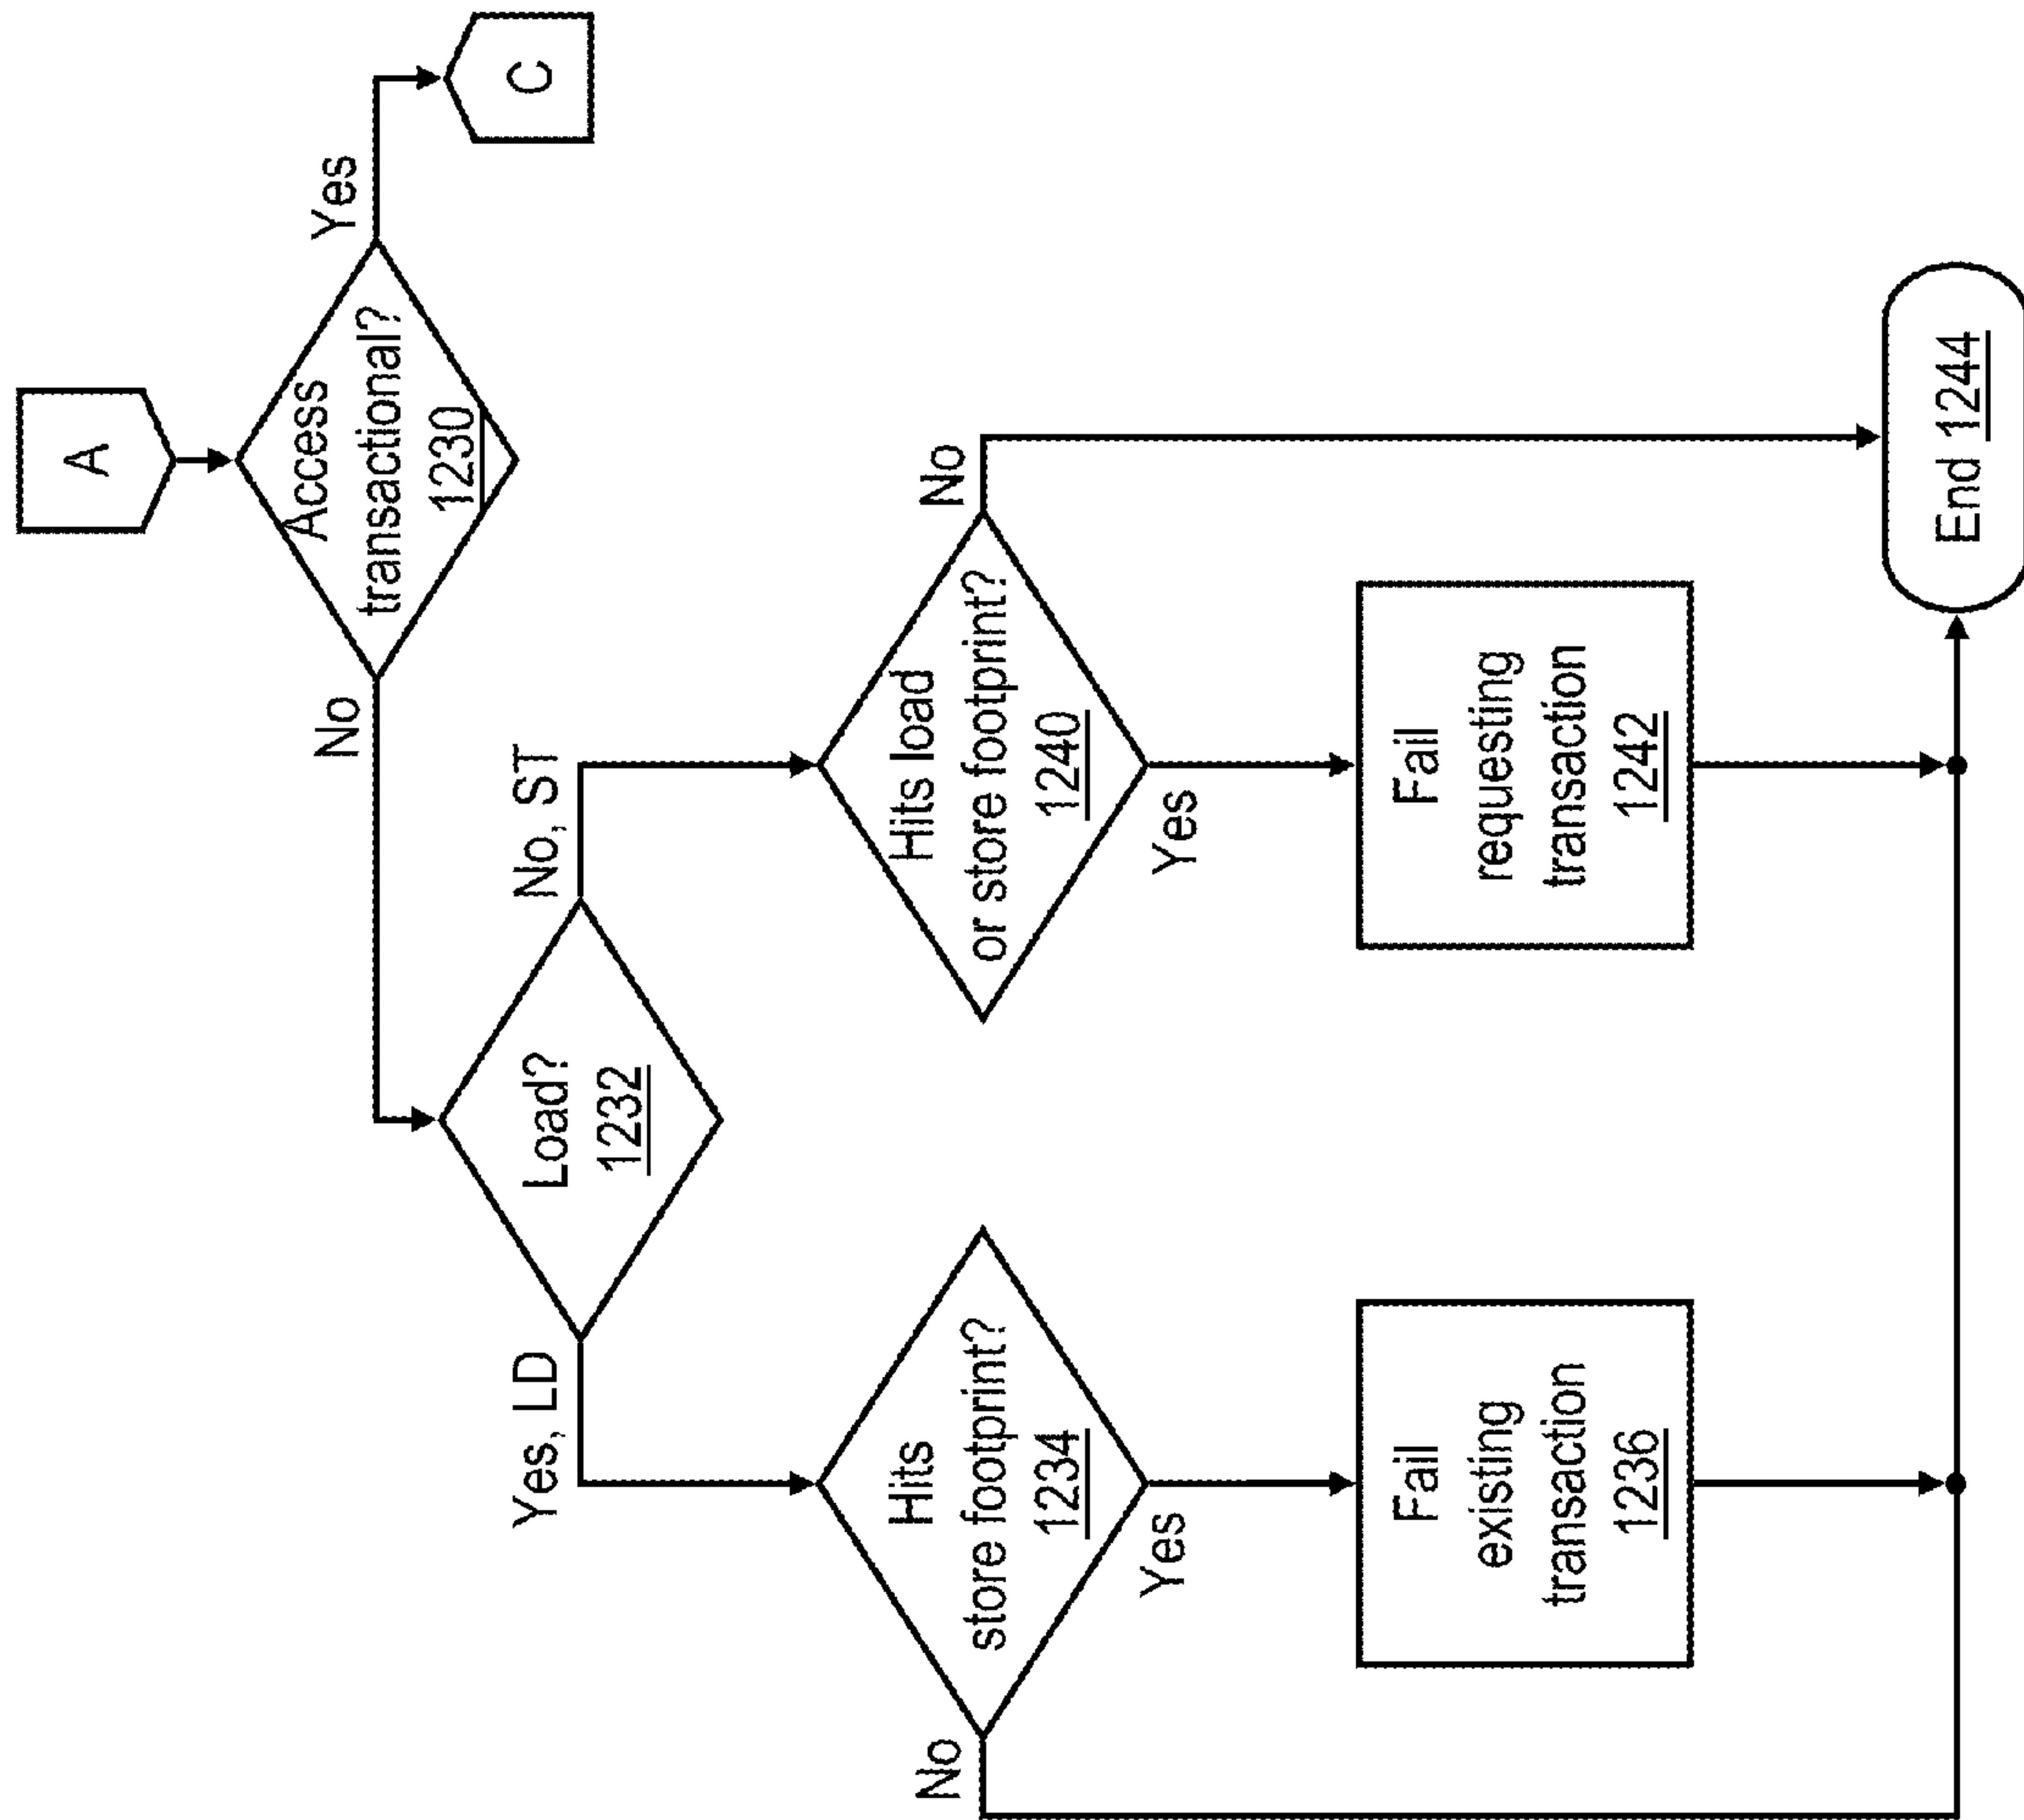 A
Access
transactional?
1230
Yes
C
No
Load?
1232
Yes, LD
No, ST
Hits
store footprint?
1234
No
Yes
Hits load
or store footprint?
1240
No
Yes
Fail
existing
transaction
1236
Fail
requesting
transaction
1242
End 1244